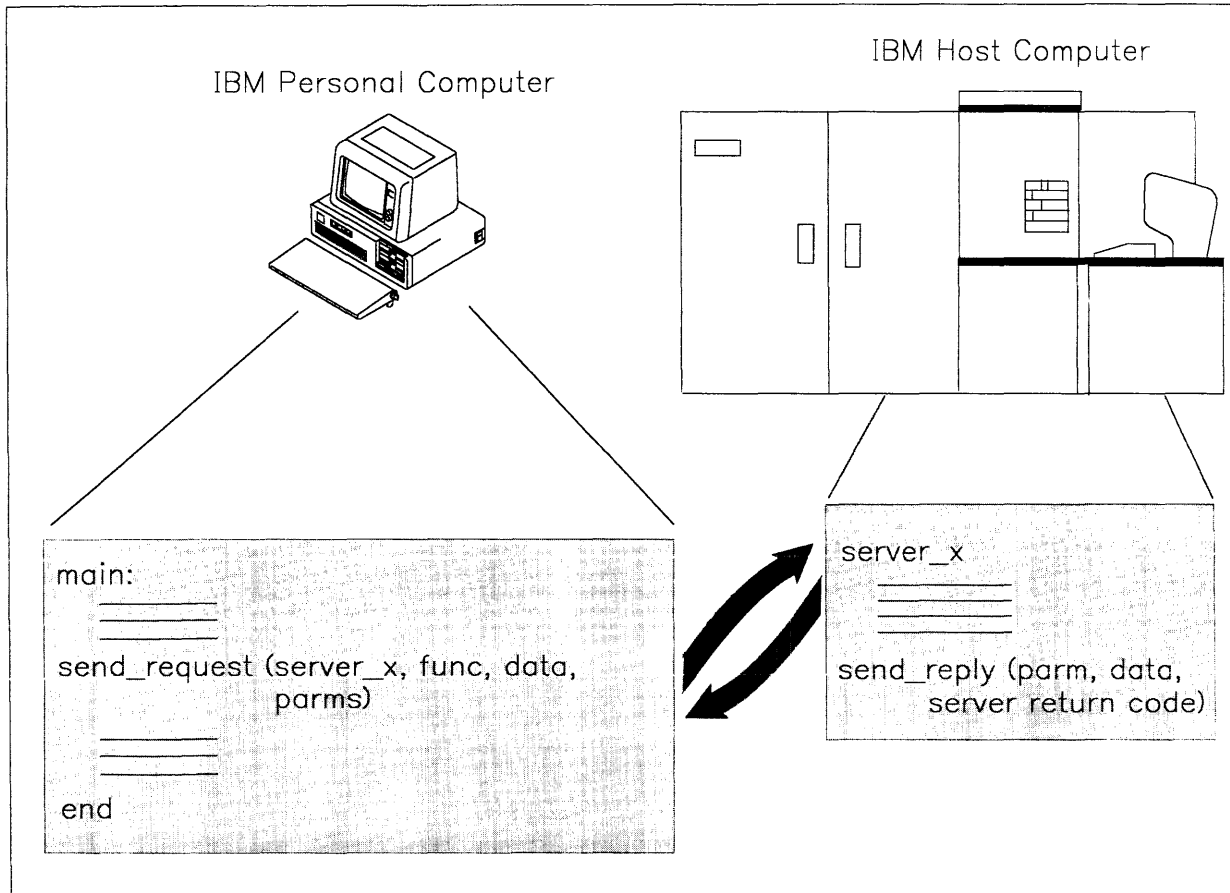 IBM Personal Computer
IBM Host Computer
main:
send_request (server_x, func, data,
parms)
end
server_x
send_reply (parm, data,
server return code)